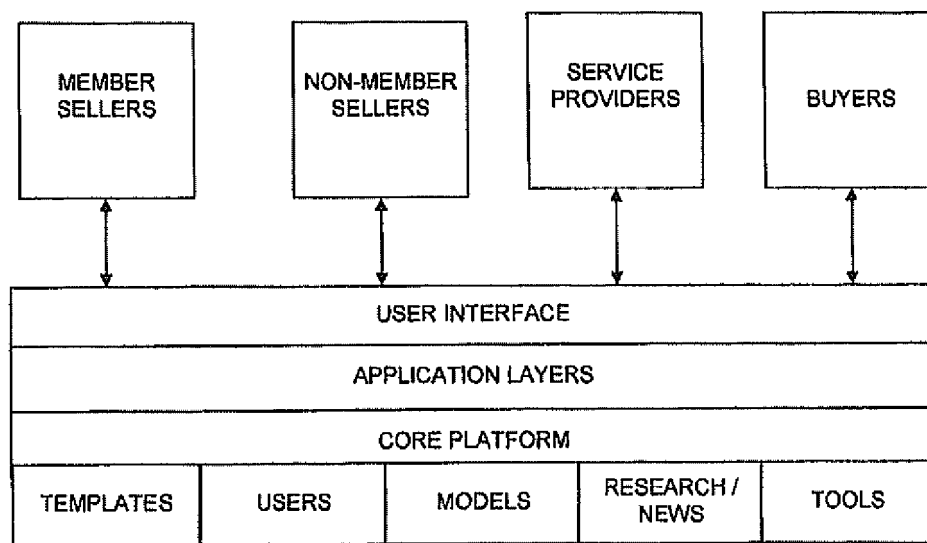 MEMBER
SELLERS
NON-MEMBER
SELLERS
SERVICE
PROVIDERS
BUYERS
USER INTERFACE
APPLICATION LAYERS
CORE PLATFORM
TEMPLATES
USERS
MODELS
RESEARCH /
NEWS
TOOLS